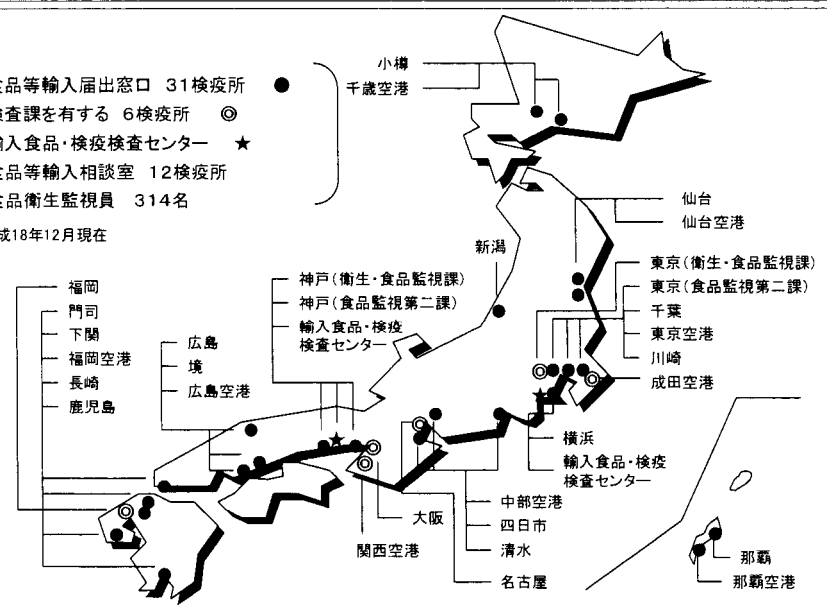 品等輸入届出窓口 31検疫所 ●
査課を有する 6検疫所 ◎
入食品・検疫検査センター ★
品等輸入相談室 12検疫所
品衛生監視員 314名
成18年12月現在
小樽
千歳空港
仙台
仙台空港
新潟
東京(衛生・食品監視課)
東京(食品監視第二課)
千葉
東京空港
川崎
成田空港
福岡
門司
下関
福岡空港
長崎
鹿児島
広島
境
広島空港
神戸(衛生・食品監視課)
神戸(食品監視第二課)
輸入食品・検疫
検査センター
横浜
輸入食品・検疫
検査センター
中部空港
四日市
清水
名古屋
大阪
関西空港
那覇
那覇空港